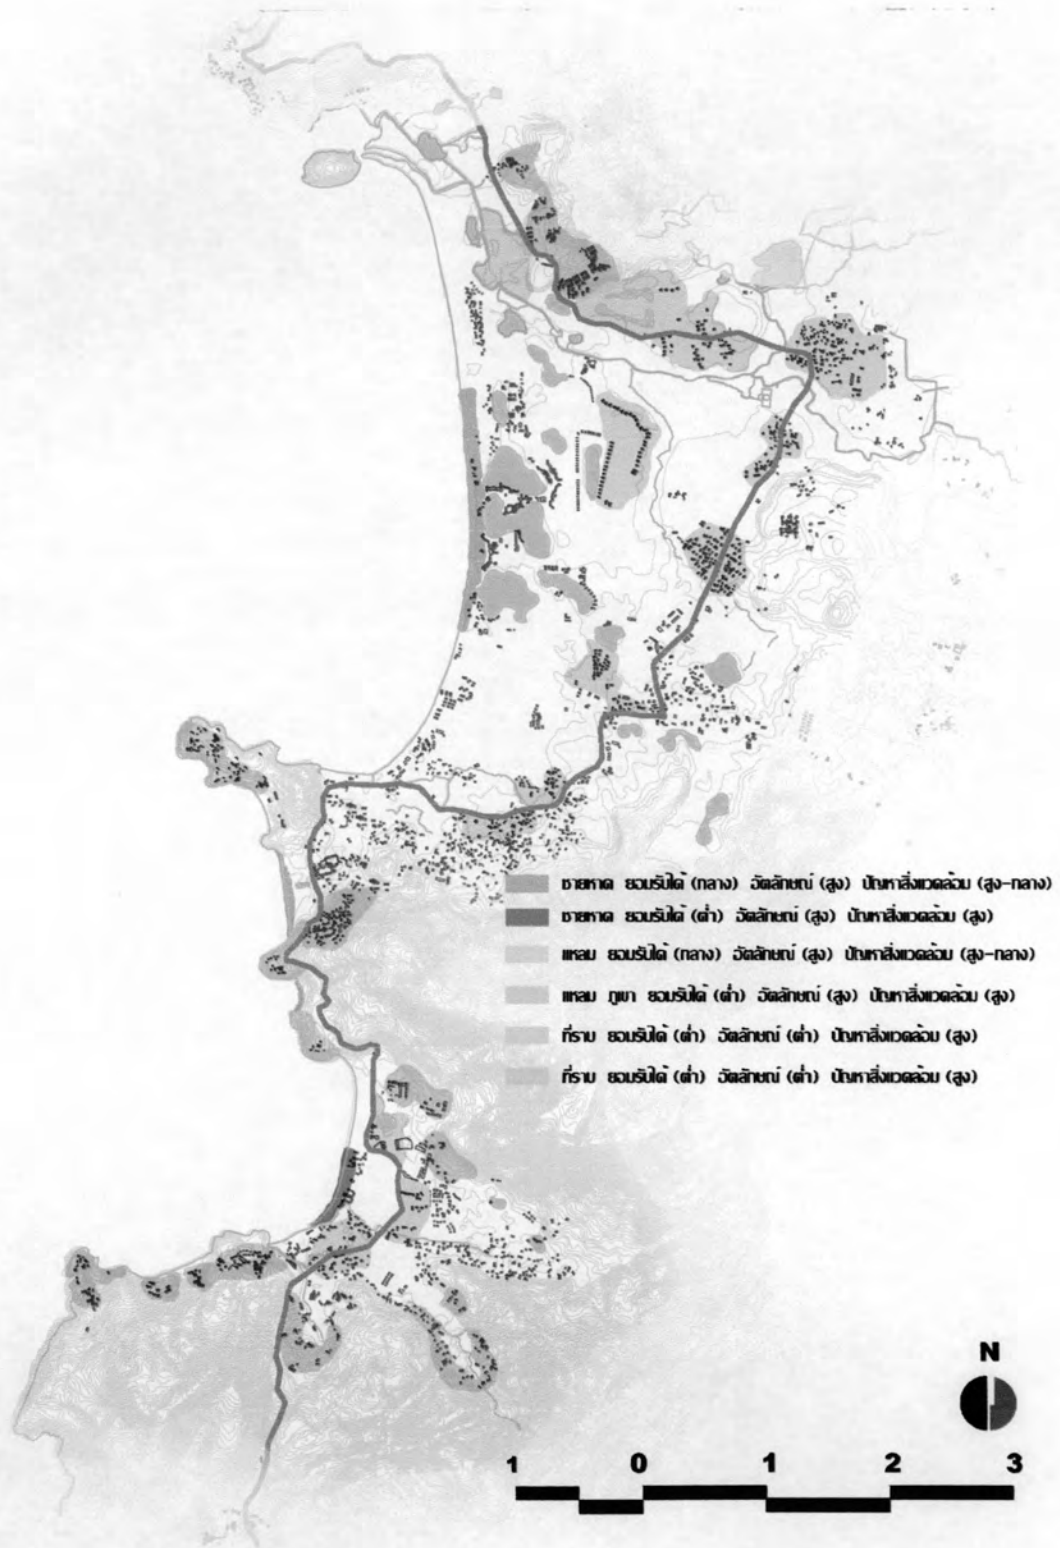 ชายหาด ยอมรับได้ (กลาง) อัตลักษณ์ (สูง) ปัญหาสิ่งแวดล้อม (สูง-กลาง)
ชายหาด ยอมรับได้ (ต่ำ) อัตลักษณ์ (สูง) ปัญหาสิ่งแวดล้อม (สูง)
แหลม ยอมรับได้ (กลาง) อัตลักษณ์ (สูง) ปัญหาสิ่งแวดล้อม (สูง-กลาง)
แหลม ภูเขา ยอมรับได้ (ต่ำ) อัตลักษณ์ (สูง) ปัญหาสิ่งแวดล้อม (สูง)
ที่ราบ ยอมรับได้ (ต่ำ) อัตลักษณ์ (ต่ำ) ปัญหาสิ่งแวดล้อม (สูง)
ที่ราบ ยอมรับได้ (ต่ำ) อัตลักษณ์ (ต่ำ) ปัญหาสิ่งแวดล้อม (สูง)
N
1 0 1 2 3